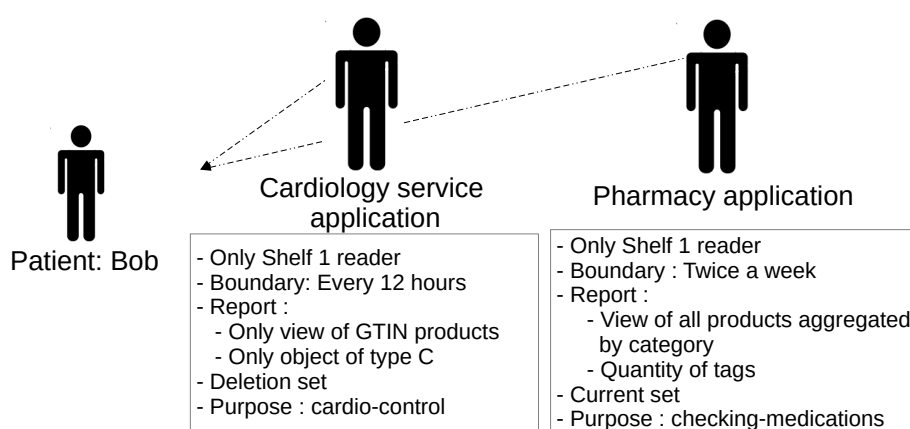 Patient: Bob
Cardiology service
application
- Only Shelf 1 reader
- Boundary: Every 12 hours
- Report :
- Only view of GTIN products
- Only object of type C
- Deletion set
- Purpose : cardio-control
Pharmacy application
- Only Shelf 1 reader
- Boundary : Twice a week
- Report :
- View of all products aggregated
by category
- Quantity of tags
- Current set
- Purpose : checking-medications